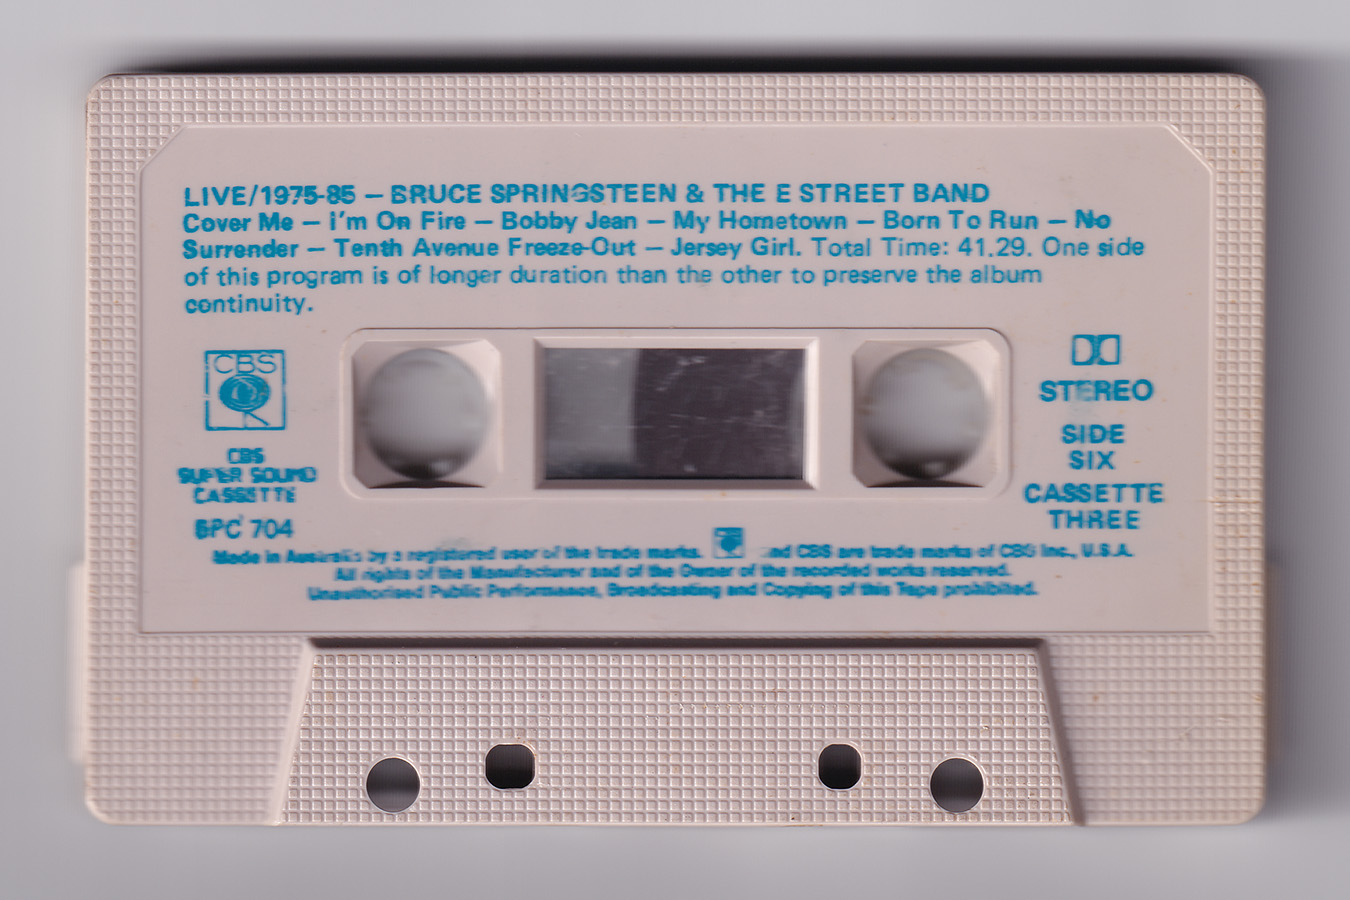 LIVE/1975-85 — BRUCE SPRINGSTEEN & THE E STREET BAND
Cover Me — I'm On Fire — Bobby Jean — My Hometown — Born To Run — No
Surrender — Tenth Avenue Freeze-Out — Jersey Girl. Total Time: 41.29. One side
of this program is of longer duration than the other to preserve the album
continuity.
CBS
CBS
SUPER SOUND
CASSETTE
BPC 704
STEREO
SIDE
SIX
CASSETTE
THREE
Made in Australia by a registered user of the trade marks. CBS and CBS are trade marks of CBS Inc., U.S.A.
All rights of the Manufacturer and of the Owner of the recorded works reserved.
Unauthorised Public Performance, Broadcasting and Copying of this Tape prohibited.